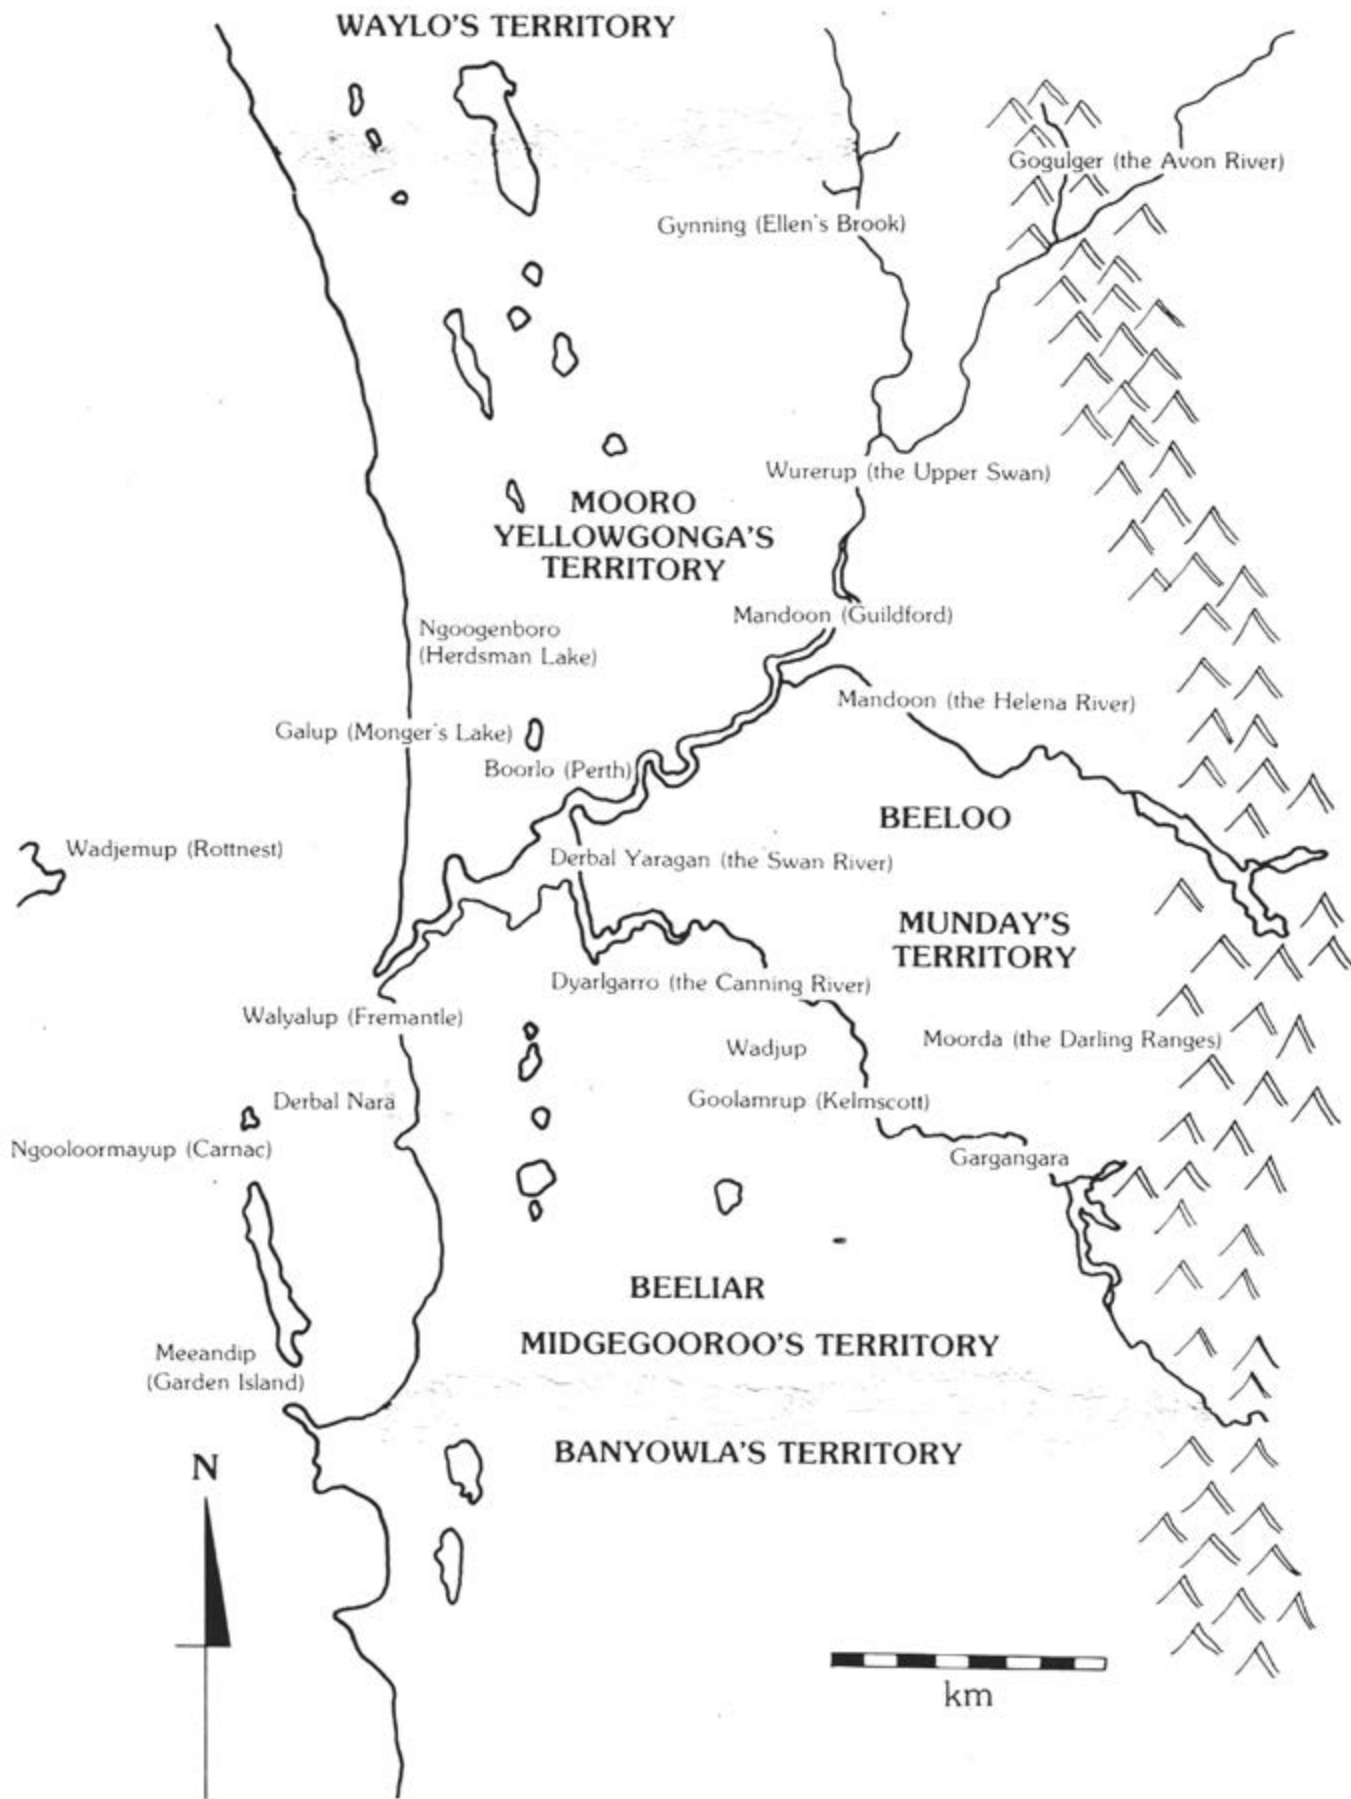 WAYLO'S TERRITORY
Gogulger (the Avon River)
Gynning (Ellen's Brook)
Wurerup (the Upper Swan)
MOORO
YELLOWGONGA'S
TERRITORY
Mandoon (Guildford)
Ngoogenboro
(Herdsman Lake)
Mandoon (the Helena River)
Galup (Monger's Lake)
Boorlo (Perth)
BEELOO
Wadjemup (Rottnest)
Derbal Yaragan (the Swan River)
MUNDAY'S
TERRITORY
Dyarlgarro (the Canning River)
Walyalup (Fremantle)
Moorda (the Darling Ranges)
Wadjup
Derbal Nara
Goolamrup (Kelmscott)
Ngooloormayup (Carnac)
Gargangara
BEELIAR
MIDGEGOOROO'S TERRITORY
Meeandip
(Garden Island)
BANYOWLA'S TERRITORY
N
km